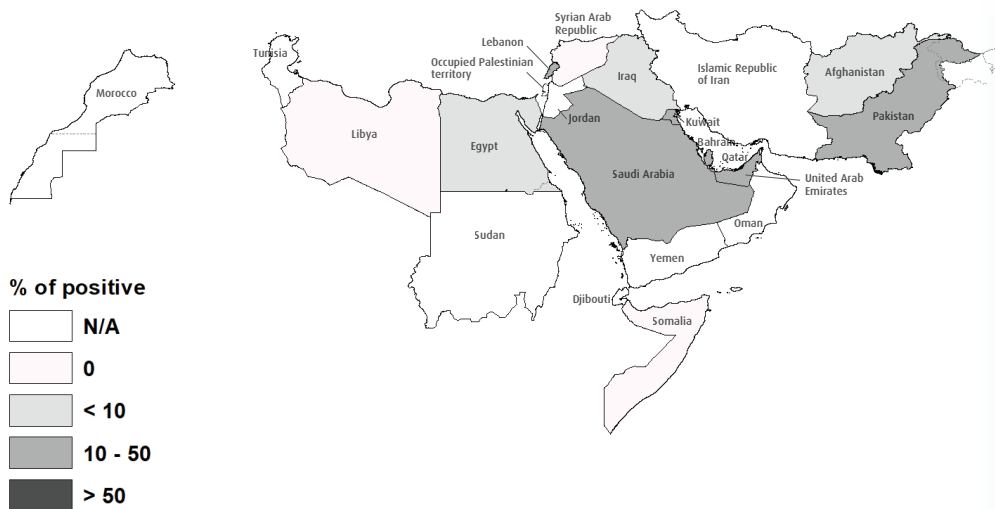 Syrian Arab
Republic
Lebanon
Tunisia
Occupied Palestinian
territory
Islamic Republic
of Iran
Iraq
Afghanistan
Morocco
Libya
Jordan
Kuwait
Pakistan
Egypt
Bahrain
Qatar
Saudi Arabia
United Arab
Emirates
Oman
Sudan
Yemen
Djibouti
Somalia
% of positive
N/A
0
< 10
10 - 50
> 50